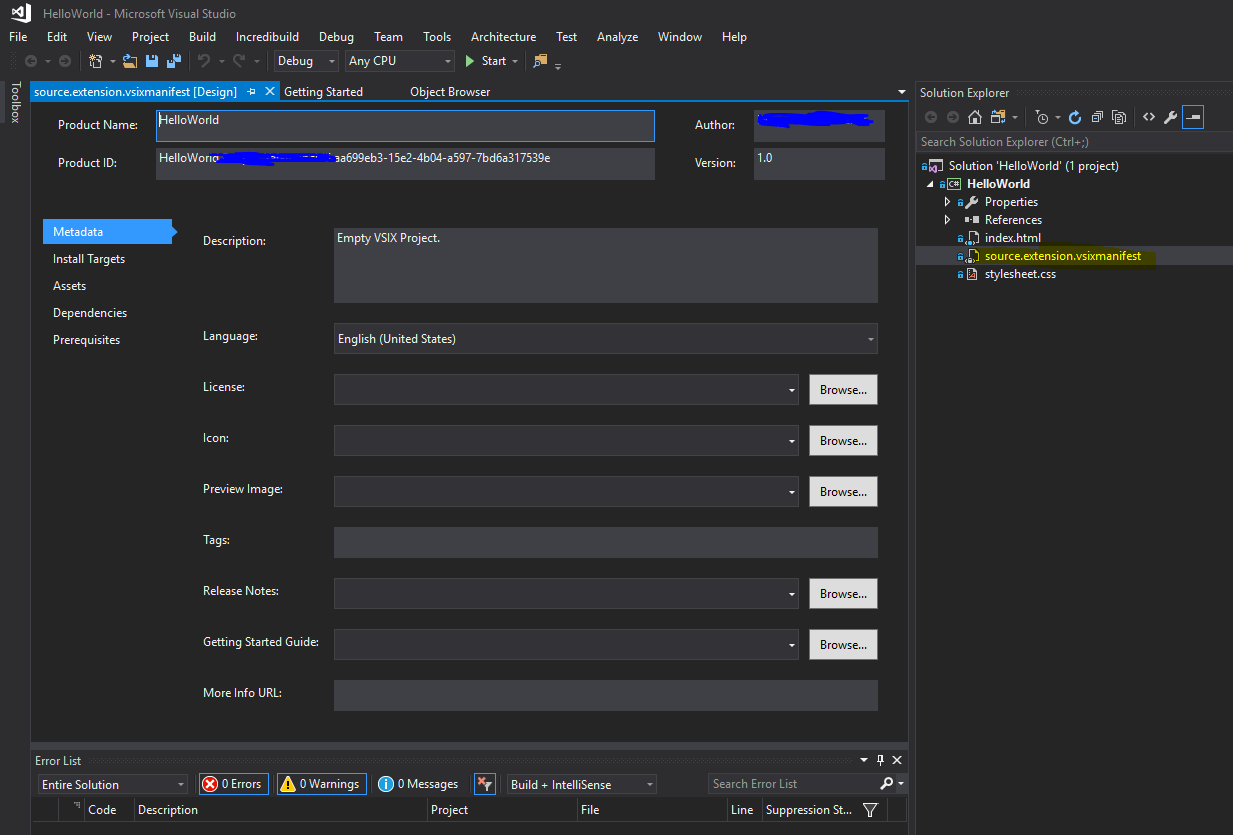 HelloWorld - Microsoft Visual Studio
File Edit View Project Build Incredibuild Debug Team Tools Architecture Test Analyze Window Help
Debug Any CPU Start
Toolbox
source.extension.vsixmanifest [Design] Getting Started Object Browser
Product Name: HelloWorld Author:
Product ID: HelloWorld aa699eb3-15e2-4b04-a597-7bd6a317539e Version: 1.0
Metadata
Install Targets
Assets
Dependencies
Prerequisites
Description: Empty VSIX Project.
Language: English (United States)
License: Browse...
Icon: Browse...
Preview Image: Browse...
Tags:
Release Notes: Browse...
Getting Started Guide: Browse...
More Info URL:
Error List
Entire Solution 0 Errors 0 Warnings 0 Messages Build + IntelliSense Search Error List
Code Description Project File Line Suppression St...
Solution Explorer
Search Solution Explorer (Ctrl+;)
Solution 'HelloWorld' (1 project)
C# HelloWorld
Properties
References
index.html
source.extension.vsixmanifest
stylesheet.css